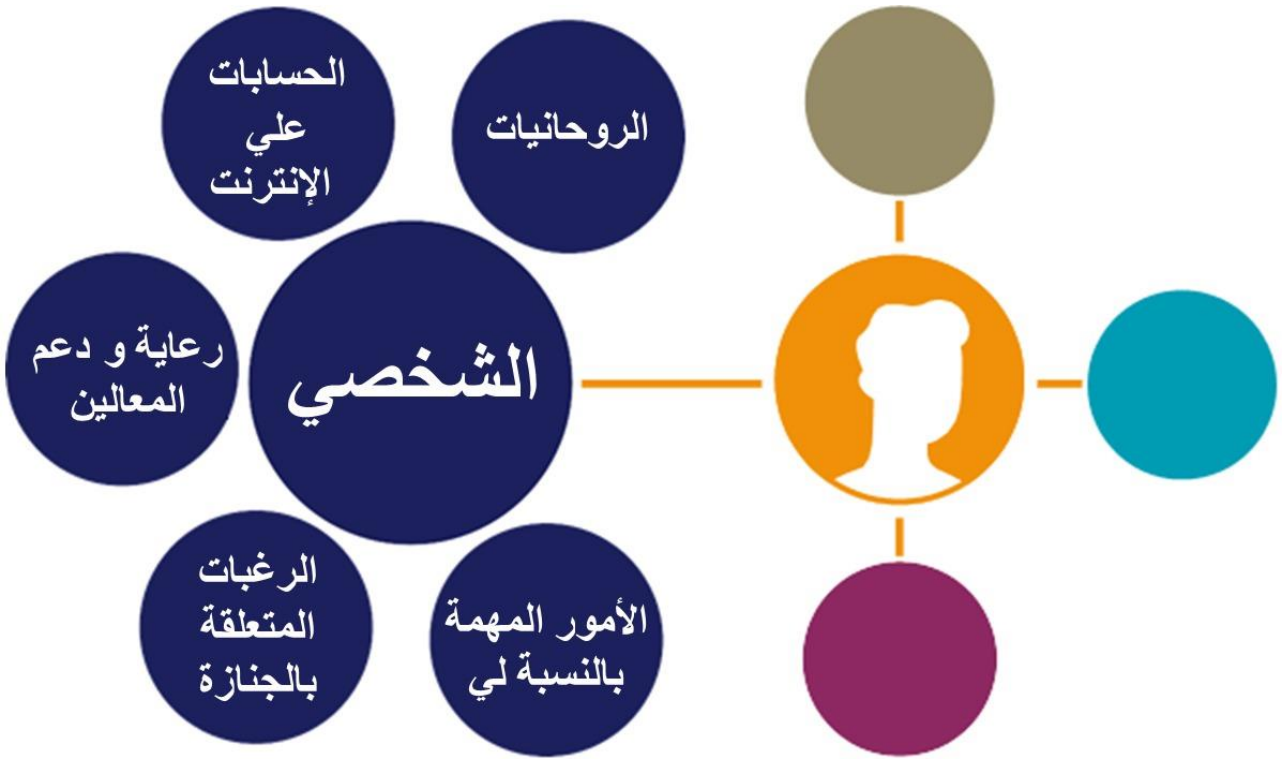 الحسابات
علي
الإنترنت
الروحانيات
رعاية و دعم
المعالين
الشخصي
الرغبات
المتعلقة
بالجنازة
الأمور المهمة
بالنسبة لي